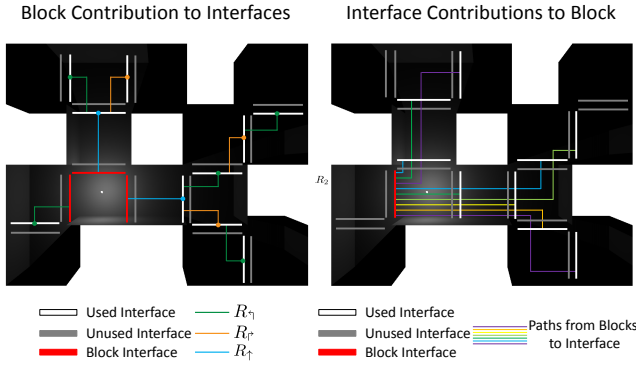 Block Contribution to Interfaces
Interface Contributions to Block
R₂
Used Interface
Unused Interface
Block Interface
R↰
R↱
R↑
Used Interface
Unused Interface
Block Interface
Paths from Blocks
to Interface